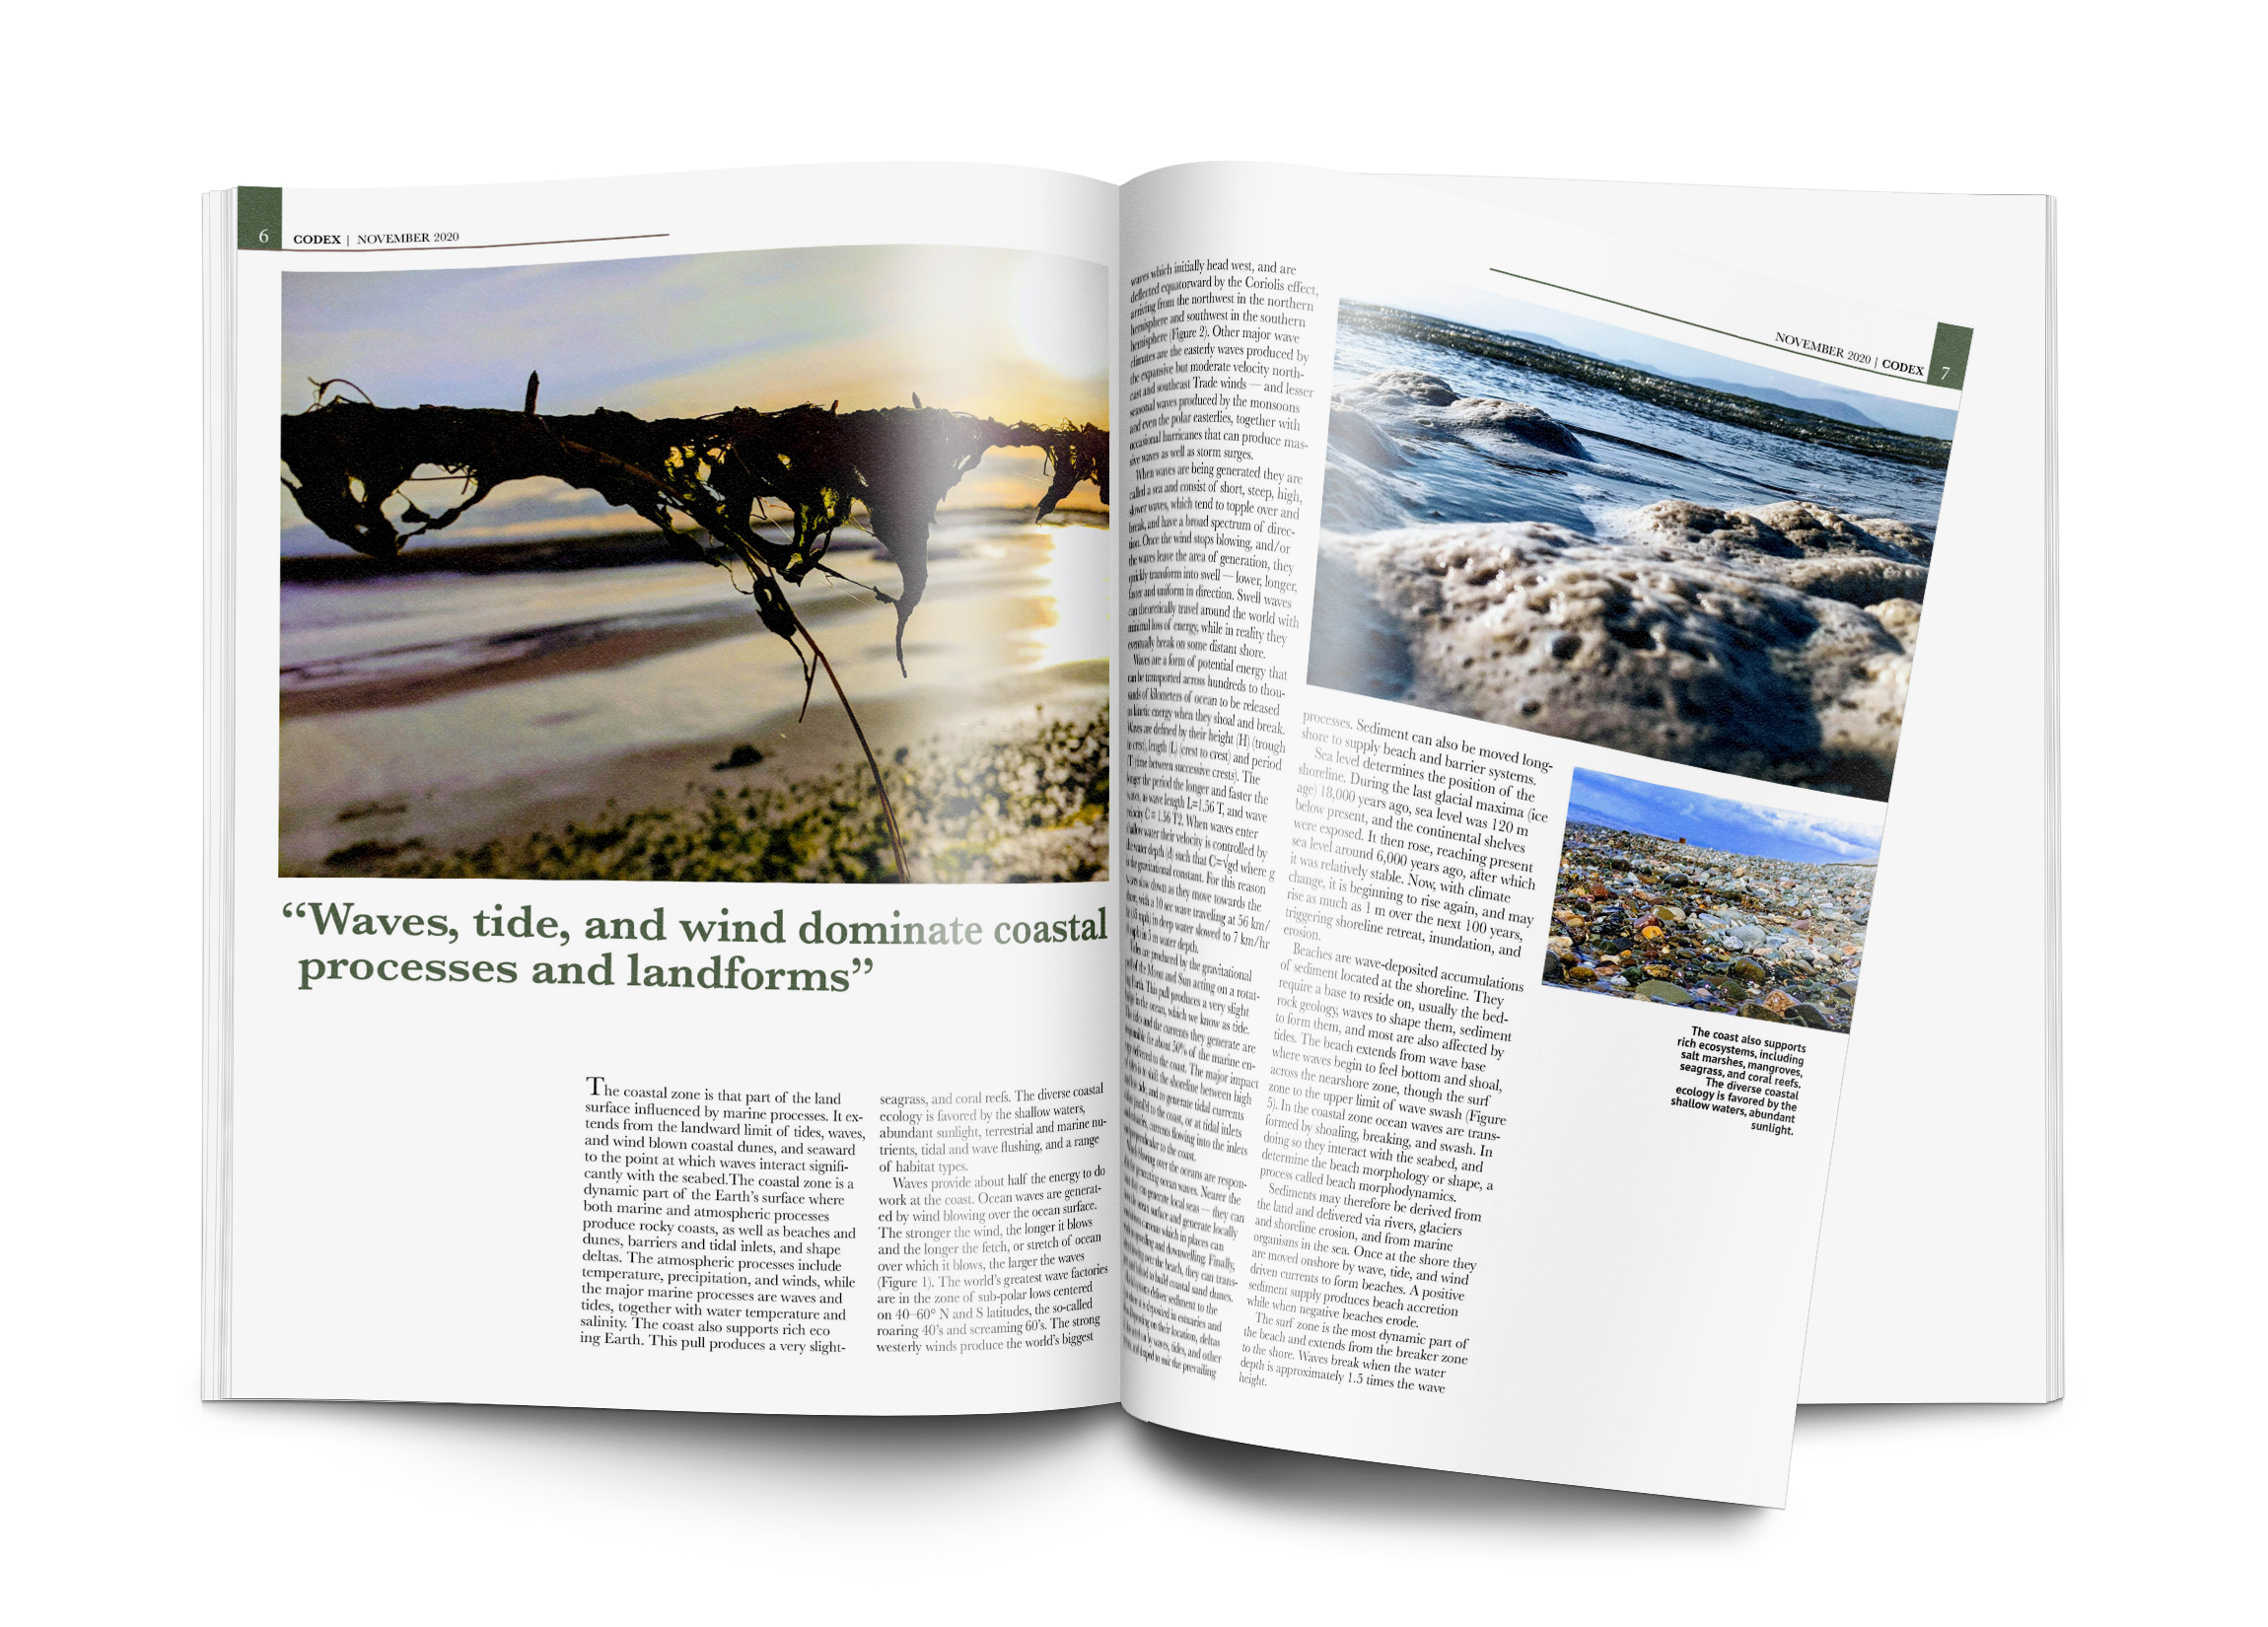 6
CODEX | NOVEMBER 2020
“Waves, tide, and wind dominate coastal
processes and landforms”
The coastal zone is that part of the land
surface influenced by marine processes. It ex-
tends from the landward limit of tides, waves,
and wind blown coastal dunes, and seaward
to the point at which waves interact signifi-
cantly with the seabed.The coastal zone is a
dynamic part of the Earth’s surface where
both marine and atmospheric processes
produce rocky coasts, as well as beaches and
dunes, barriers and tidal inlets, and shape
deltas. The atmospheric processes include
temperature, precipitation, and winds, while
the major marine processes are waves and
tides, together with water temperature and
salinity. The coast also supports rich eco
ing Earth. This pull produces a very slight-
seagrass, and coral reefs. The diverse coastal
ecology is favored by the shallow waters,
abundant sunlight, terrestrial and marine nu-
trients, tidal and wave flushing, and a range
of habitat types.
Waves provide about half the energy to do
work at the coast. Ocean waves are generat-
ed by wind blowing over the ocean surface.
The stronger the wind, the longer it blows
and the longer the fetch, or stretch of ocean
over which it blows, the larger the waves
(Figure 1). The world’s greatest wave factories
are in the zone of sub-polar lows centered
on 40–60° N and S latitudes, the so-called
roaring 40’s and screaming 60’s. The strong
westerly winds produce the world’s biggest
NOVEMBER 2020 | CODEX
7
waves which initially head west, and are
deflected equatorward by the Coriolis effect,
arriving from the northwest in the northern
hemisphere and southwest in the southern
hemisphere (Figure 2). Other major wave
climates are the easterly waves produced by
the expansive but moderate velocity north-
east and southeast Trade winds — and lesser
seasonal waves produced by the monsoons
and even the polar easterlies, together with
occasional hurricanes that can produce mas-
sive waves as well as storm surges.
When waves are being generated they are
called a sea and consist of short, steep, high,
slower waves, which tend to topple over and
break, and have a broad spectrum of direc-
tion. Once the wind stops blowing, and/or
the waves leave the area of generation, they
quickly transform into swell — lower, longer,
faster and uniform in direction. Swell waves
can theoretically travel around the world with
minimal loss of energy, while in reality they
eventually break on some distant shore.
Waves are a form of potential energy that
can be transported across hundreds to thou-
sands of kilometers of ocean to be released
as kinetic energy when they shoal and break.
Waves are defined by their height (H) (trough
to crest), length (L) (crest to crest) and period
(T) (time between successive crests). The
longer the period the longer and faster the
waves, as wave length L=1.56 T, and wave
velocity C = 1.56 T2. When waves enter
shallow water their velocity is controlled by
the water depth (d) such that C=√gd where g
is the gravitational constant. For this reason
waves slow down as they move towards the
shore, with a 10 sec wave traveling at 56 km/
hr (35 mph) in deep water slowed to 7 km/hr
in 5 m water depth.
Tides are produced by the gravitational
pull of the Moon and Sun acting on a rotat-
ing Earth. This pull produces a very slight
bulge in the ocean, which we know as tide.
The tides and the currents they generate are
responsible for about 50% of the marine en-
ergy delivered to the coast. The major impact
of tides is to shift the shoreline between high
and low tide, and to generate tidal currents
parallel to the coast, or at tidal inlets
and estuaries, currents flowing into the inlets
perpendicular to the coast.
Winds blowing over the oceans are respon-
sible for generating ocean waves. Nearer the
they can generate local seas — they can
ocean surface and generate locally
currents which in places can
upwelling and downwelling. Finally,
blowing over the beach, they can trans-
inland to build coastal sand dunes.
deliver sediment to the
where it is deposited in estuaries and
depending on their location, deltas
by waves, tides, and other
shaped to suit the prevailing
processes. Sediment can also be moved long-
shore to supply beach and barrier systems.
Sea level determines the position of the
shoreline. During the last glacial maxima (ice
age) 18,000 years ago, sea level was 120 m
below present, and the continental shelves
were exposed. It then rose, reaching present
sea level around 6,000 years ago, after which
it was relatively stable. Now, with climate
change, it is beginning to rise again, and may
rise as much as 1 m over the next 100 years,
triggering shoreline retreat, inundation, and
erosion.
Beaches are wave-deposited accumulations
of sediment located at the shoreline. They
require a base to reside on, usually the bed-
rock geology, waves to shape them, sediment
to form them, and most are also affected by
tides. The beach extends from wave base
where waves begin to feel bottom and shoal,
across the nearshore zone, though the surf
zone to the upper limit of wave swash (Figure
5). In the coastal zone ocean waves are trans-
formed by shoaling, breaking, and swash. In
doing so they interact with the seabed, and
determine the beach morphology or shape, a
process called beach morphodynamics.
Sediments may therefore be derived from
the land and delivered via rivers, glaciers
and shoreline erosion, and from marine
organisms in the sea. Once at the shore they
are moved onshore by wave, tide, and wind
driven currents to form beaches. A positive
sediment supply produces beach accretion
while when negative beaches erode.
The surf zone is the most dynamic part of
the beach and extends from the breaker zone
to the shore. Waves break when the water
depth is approximately 1.5 times the wave
height.
The coast also supports
rich ecosystems, including
salt marshes, mangroves,
seagrass, and coral reefs.
The diverse coastal
ecology is favored by the
shallow waters, abundant
sunlight.